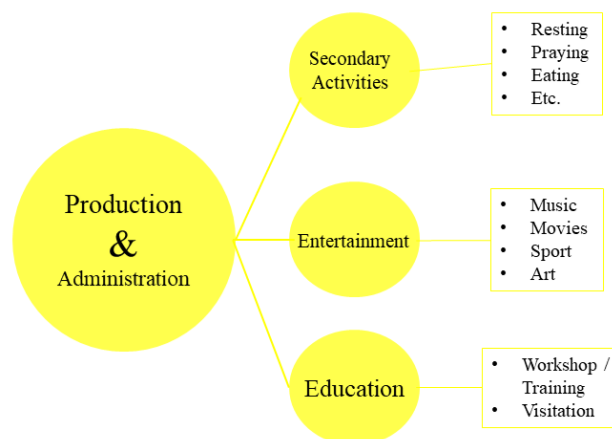 Production
&
Administration
Secondary
Activities
• Resting
• Praying
• Eating
• Etc.
Entertainment
• Music
• Movies
• Sport
• Art
Education
• Workshop /
Training
• Visitation